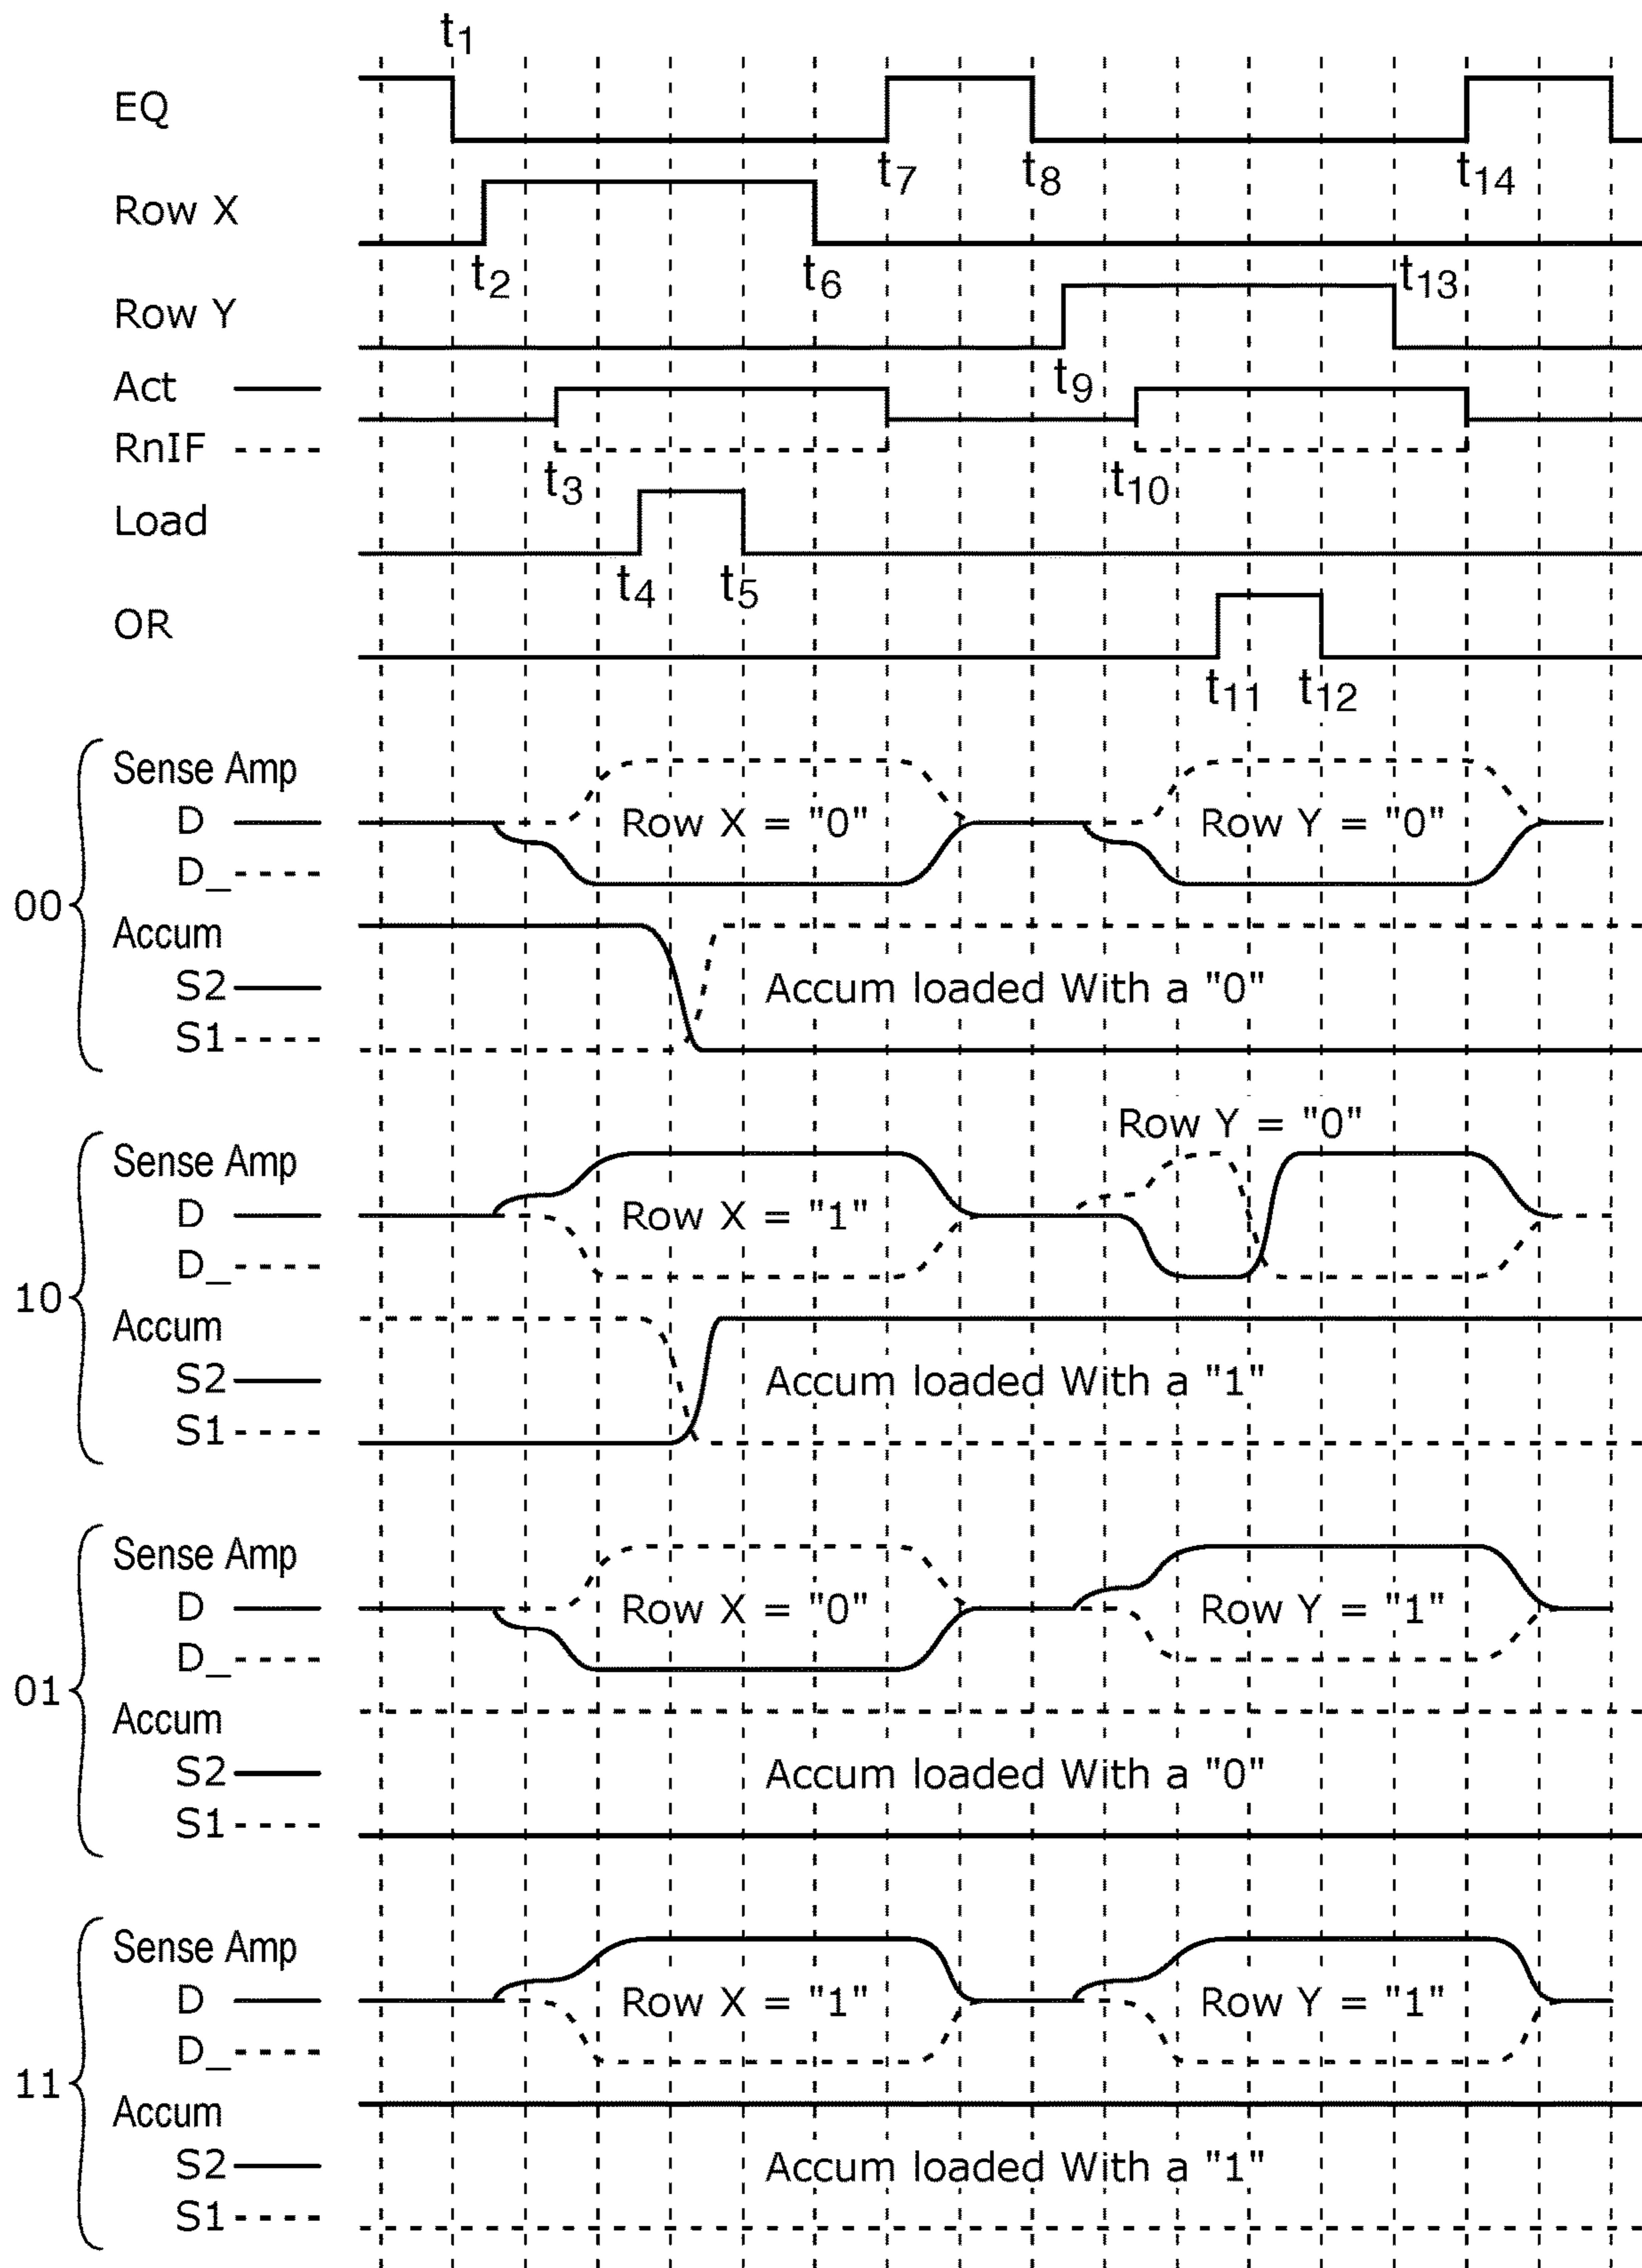 t1
EQ
t7 t8 t14
Row X
t2 t6 t13
Row Y
t9
Act
RnIF
t3 t10
Load
t4 t5
OR
t11 t12
00
Sense Amp
D Row X = "0" Row Y = "0"
D_
Accum
S2 Accum loaded With a "0"
S1
Row Y = "0"
10
Sense Amp
D Row X = "1"
D_
Accum
S2 Accum loaded With a "1"
S1
01
Sense Amp
D Row X = "0" Row Y = "1"
D_
Accum
S2 Accum loaded With a "0"
S1
11
Sense Amp
D Row X = "1" Row Y = "1"
D_
Accum
S2 Accum loaded With a "1"
S1